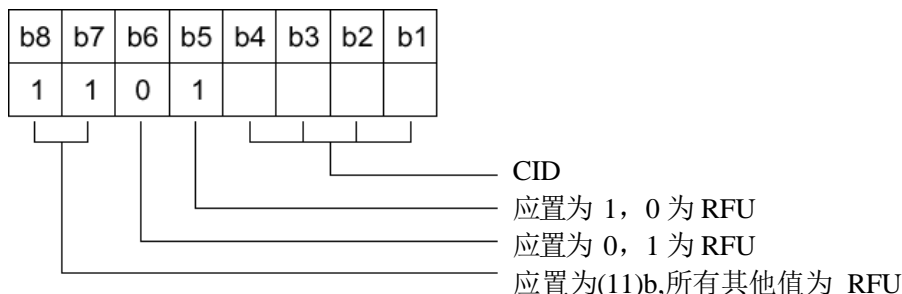 b8 b7 b6 b5 b4 b3 b2 b1
1 1 0 1
CID
应置为 1，0 为 RFU
应置为 0，1 为 RFU
应置为(11)b,所有其他值为 RFU